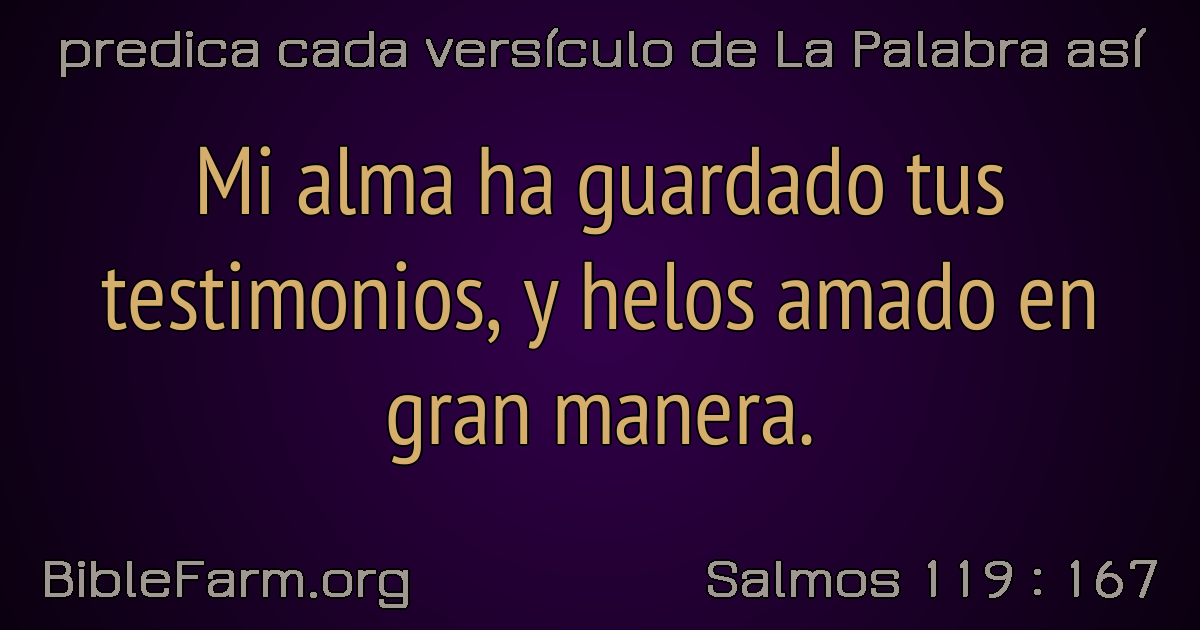 predica cada versículo de La Palabra así
Mi alma ha guardado tus
testimonios, y helos amado en
gran manera.
BibleFarm.org
Salmos 119 : 167